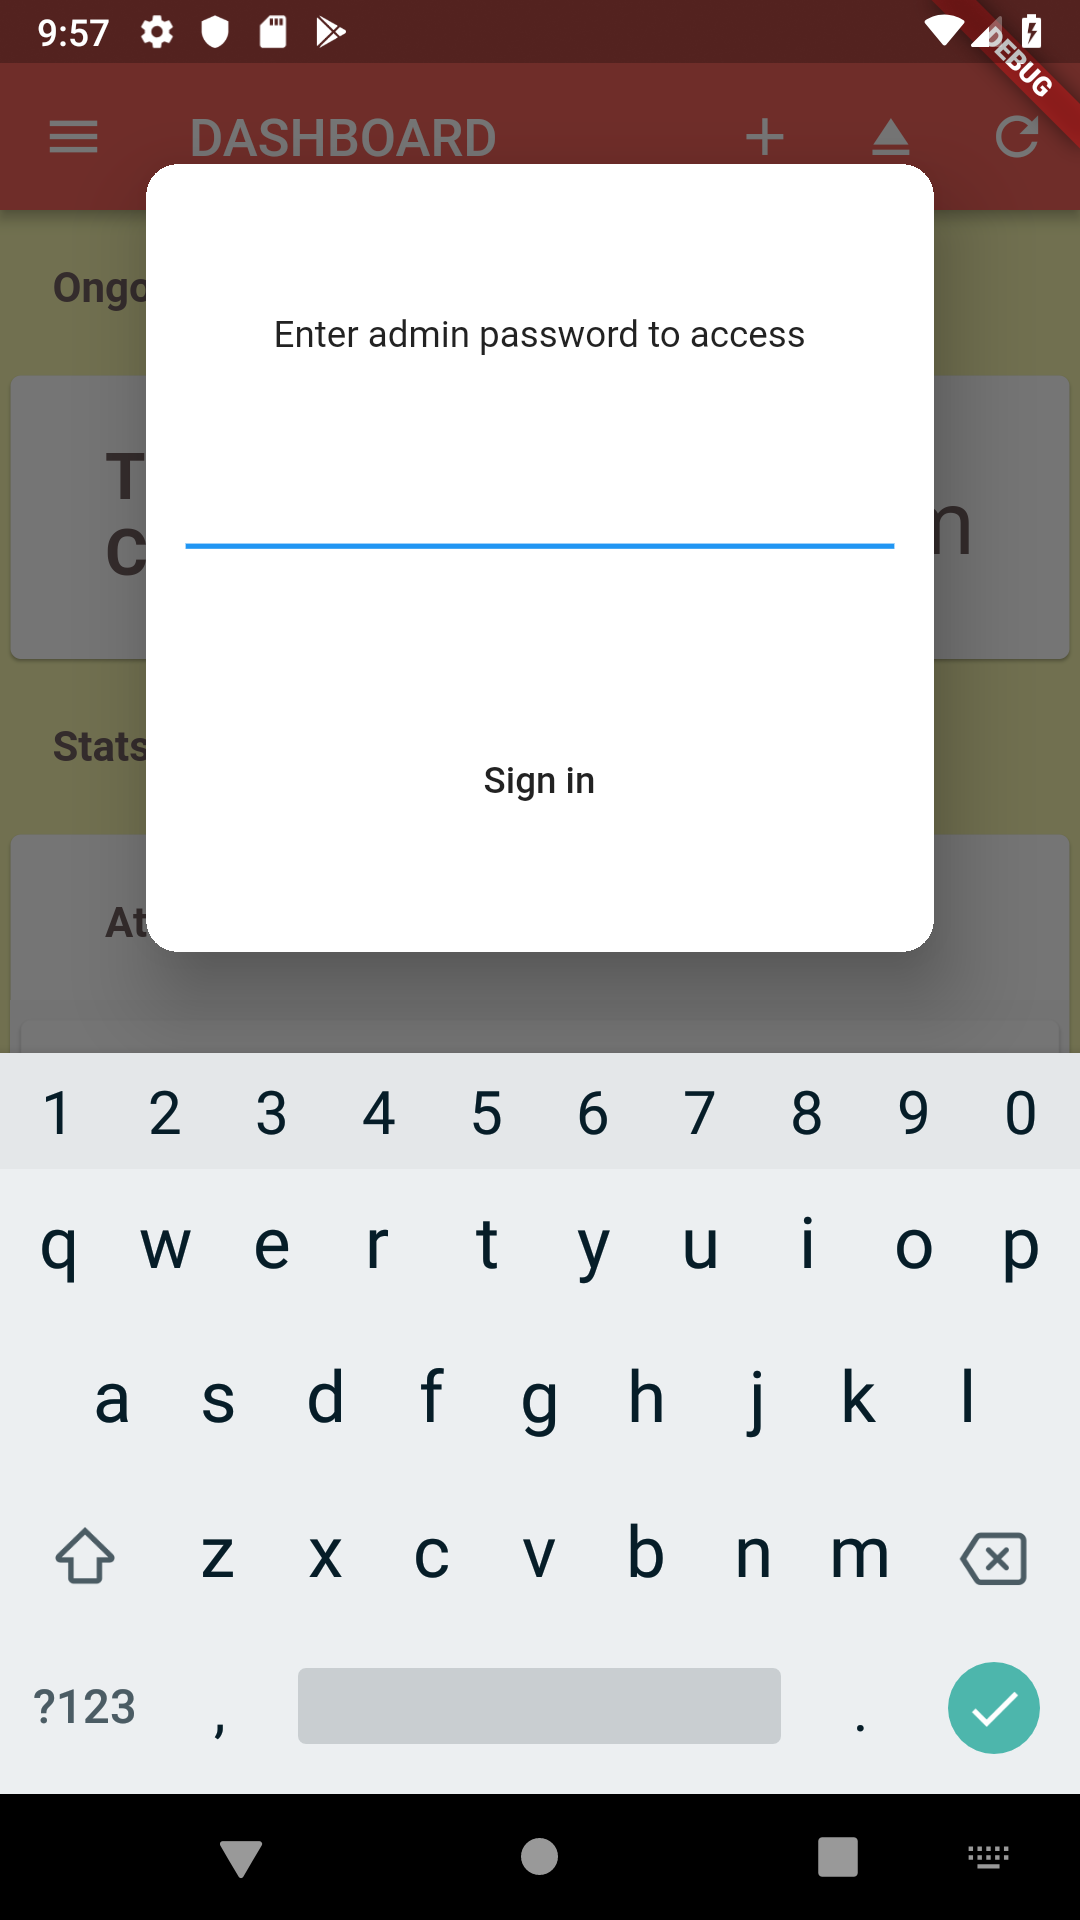 9:57
DEBUG
DASHBOARD
Enter admin password to access
Stats
T
C
m
At
Sign in
1 2 3 4 5 6 7 8 9 0
q w e r t y u i o p
a s d f g h j k l
z x c v b n m
?123 , .